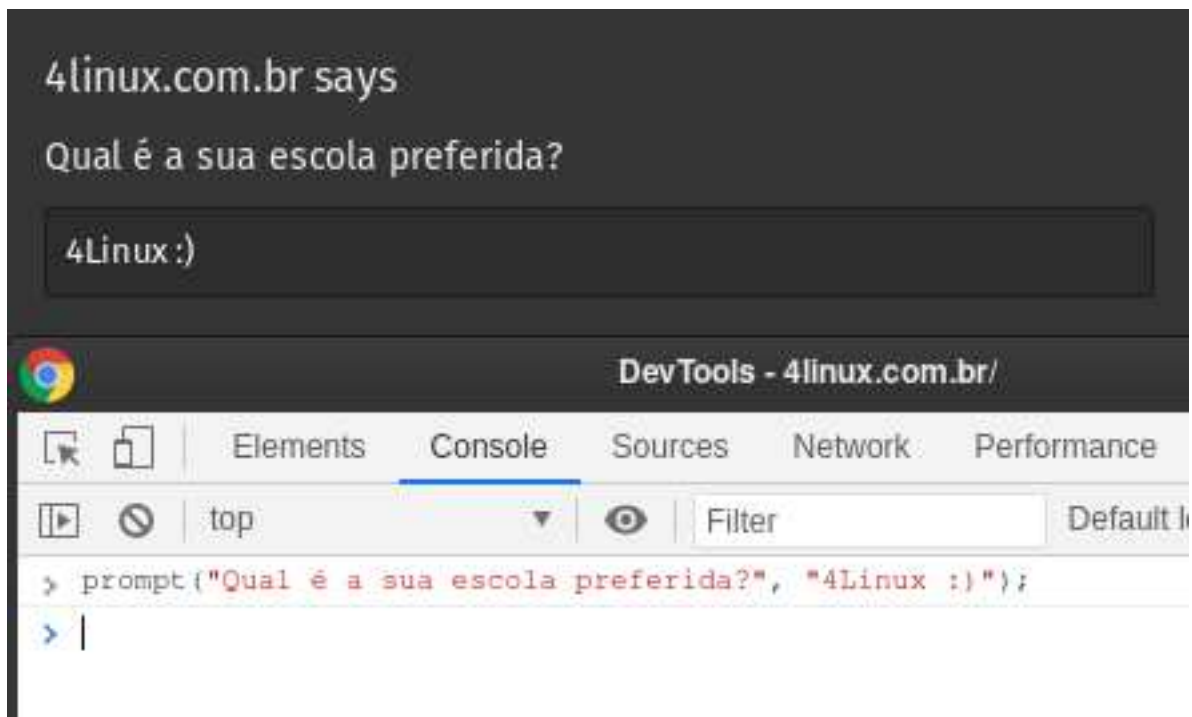 4linux.com.br says
Qual é a sua escola preferida?
4Linux :)
DevTools - 4linux.com.br/
Elements Console Sources Network Performance
top Filter Default
> prompt("Qual é a sua escola preferida?", "4Linux :)");
>